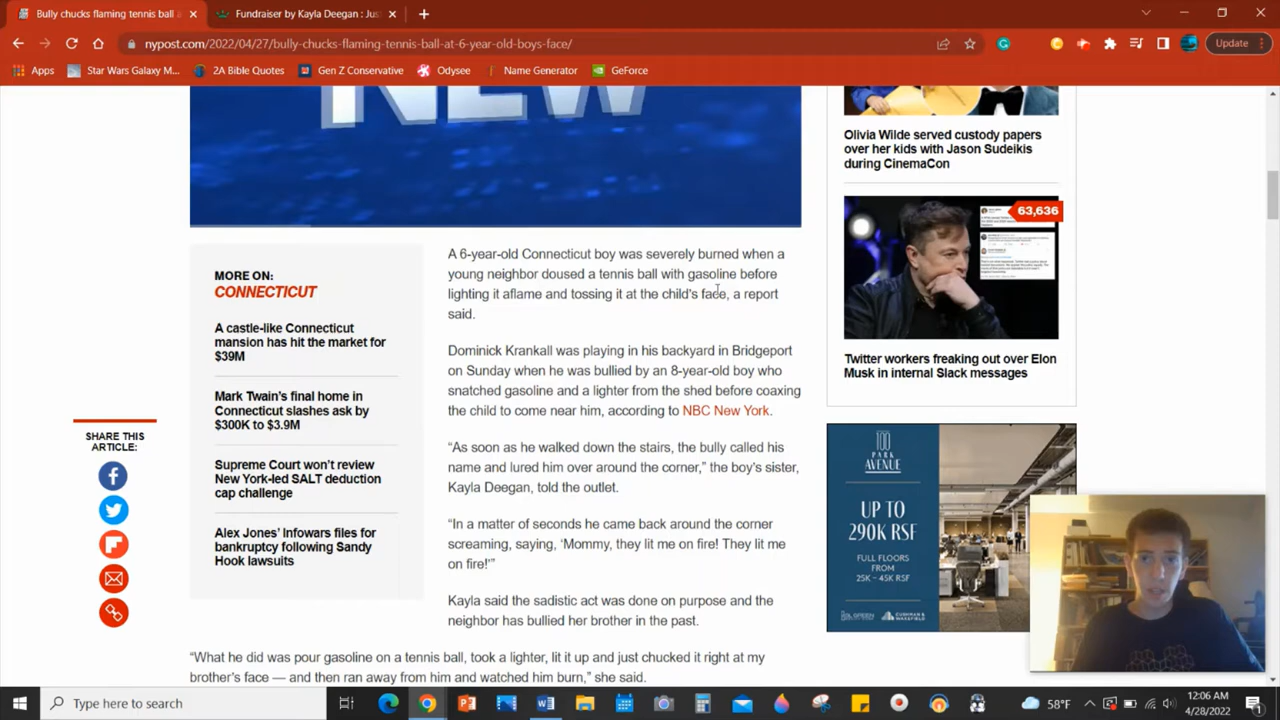 Bully chucks flaming tennis ball a
Fundraiser by Kayla Deegan : Jus
nypost.com/2022/04/27/bully-chucks-flaming-tennis-ball-at-6-year-old-boys-face/
Update
Apps
Star Wars Galaxy M...
2A Bible Quotes
Gen Z Conservative
Odysee
Name Generator
GeForce
NEW
MORE ON:
CONNECTICUT
A castle-like Connecticut
mansion has hit the market for
$39M
Mark Twain's final home in
Connecticut slashes ask by
$300K to $3.9M
Supreme Court won't review
New York-led SALT deduction
cap challenge
Alex Jones' Infowars files for
bankruptcy following Sandy
Hook lawsuits
SHARE THIS
ARTICLE:
A 6-year-old Connecticut boy was severely burned when a
young neighbor doused a tennis ball with gasoline before
lighting it aflame and tossing it at the child's face, a report
said.
Dominick Krankall was playing in his backyard in Bridgeport
on Sunday when he was bullied by an 8-year-old boy who
snatched gasoline and a lighter from the shed before coaxing
the child to come near him, according to NBC New York.
“As soon as he walked down the stairs, the bully called his
name and lured him over around the corner,” the boy's sister,
Kayla Deegan, told the outlet.
“In a matter of seconds he came back around the corner
screaming, saying, ‘Mommy, they lit me on fire! They lit me
on fire!’”
Kayla said the sadistic act was done on purpose and the
neighbor has bullied her brother in the past.
“What he did was pour gasoline on a tennis ball, took a lighter, lit it up and just chucked it right at my
brother's face — and then ran away from him and watched him burn,” she said.
Olivia Wilde served custody papers
over her kids with Jason Sudeikis
during CinemaCon
63,636
Twitter workers freaking out over Elon
Musk in internal Slack messages
100
PARK
AVENUE
UP TO
290K RSF
FULL FLOORS
FROM
25K - 45K RSF
SL GREEN
CUSHMAN &
WAKEFIELD
Type here to search
58°F
12:06 AM
4/28/2022